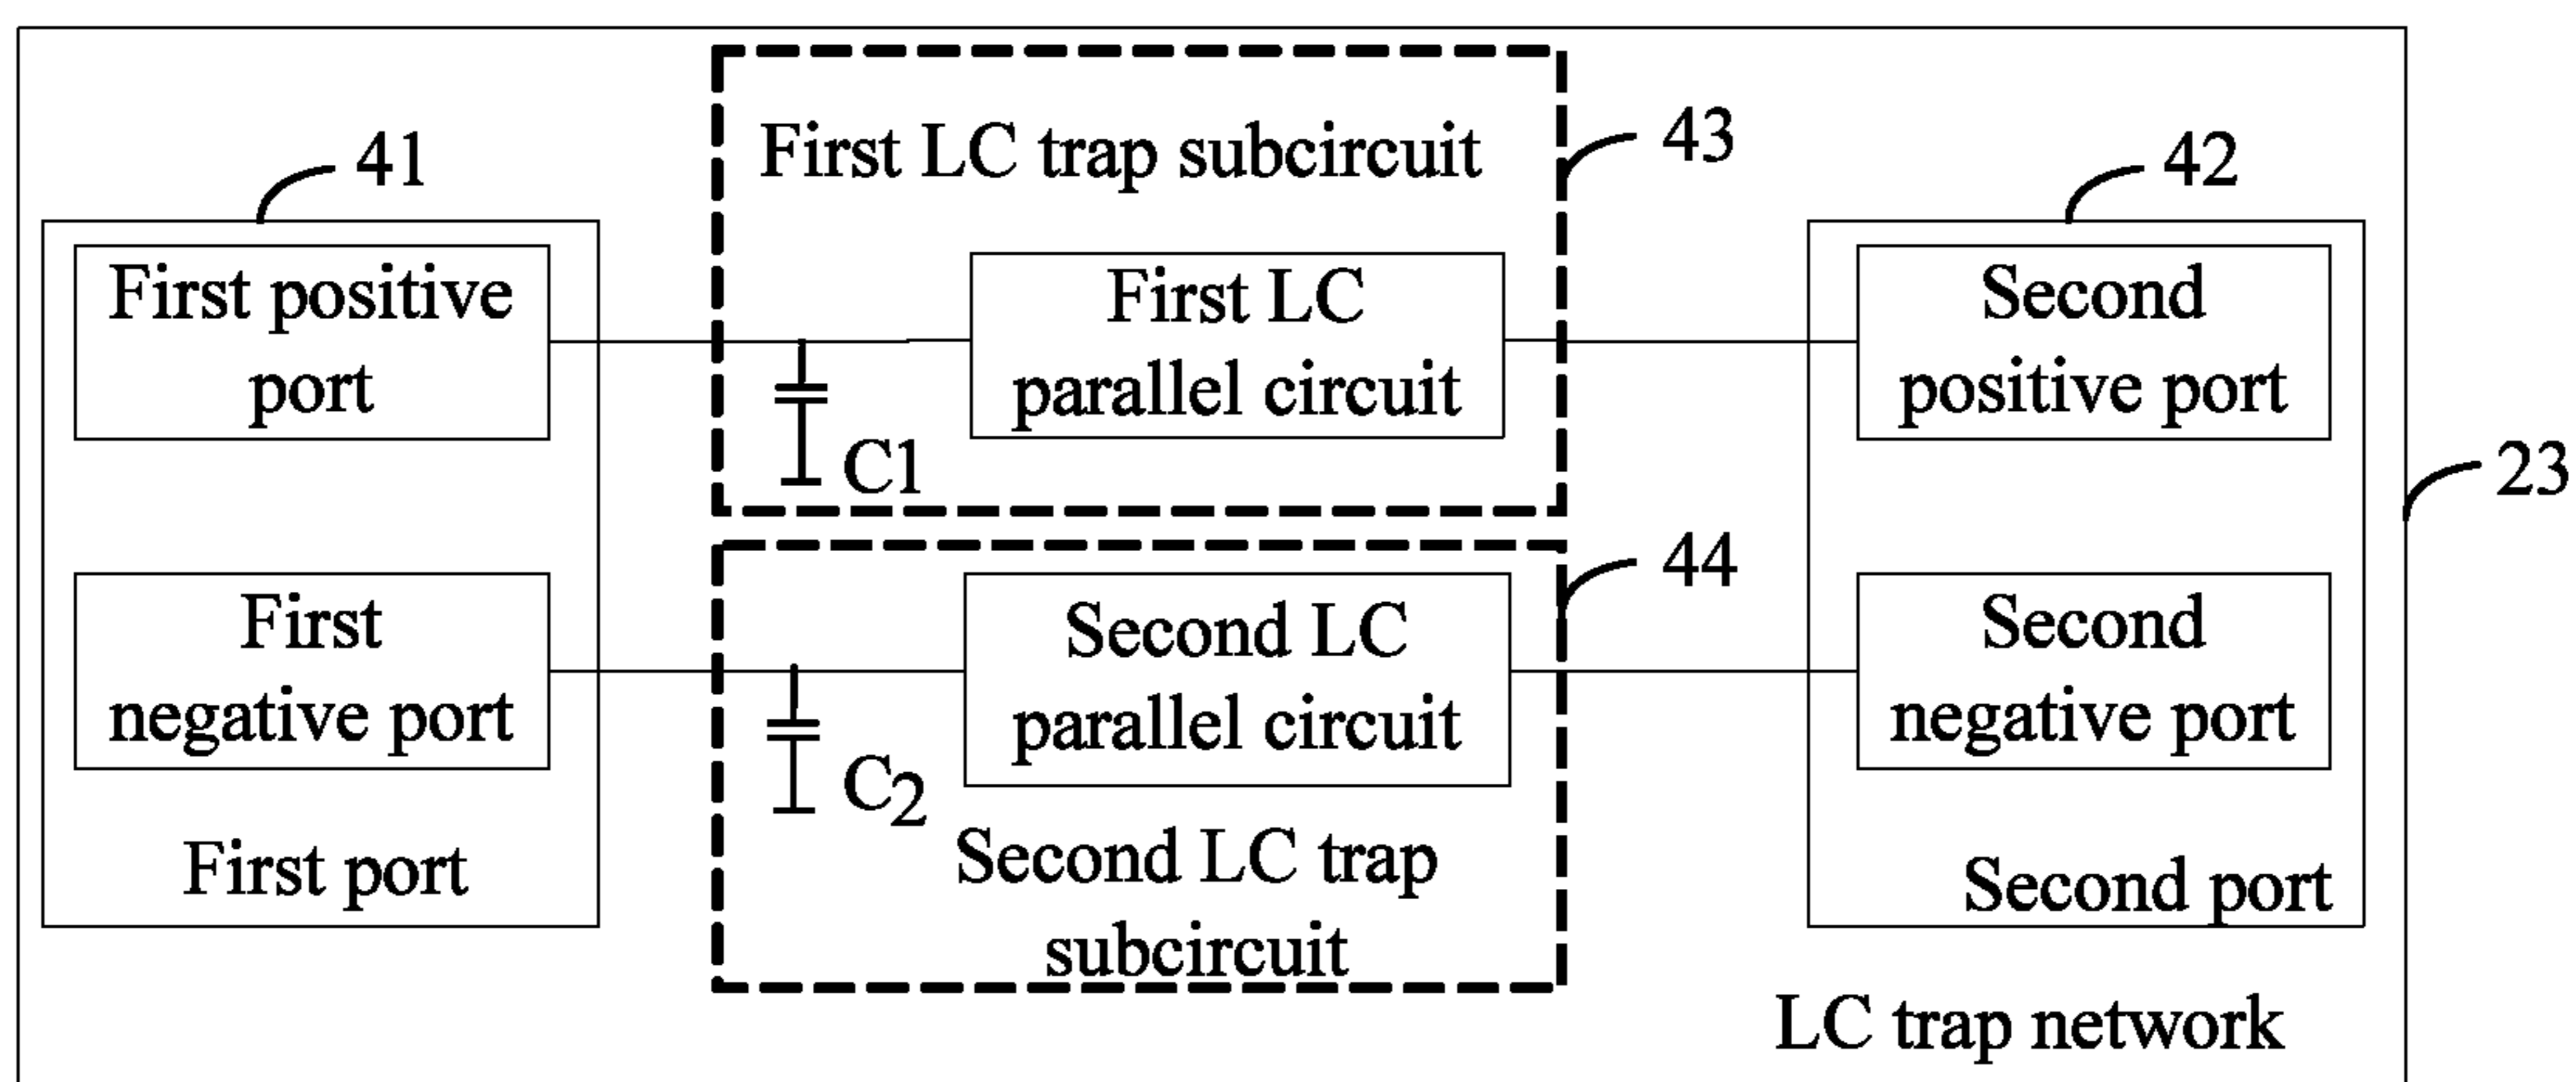 41
First positive
port
First
negative port
First port
First LC trap subcircuit
43
First LC
parallel circuit
C1
44
Second LC
parallel circuit
C2
Second LC trap
subcircuit
42
Second
positive port
Second
negative port
Second port
23
LC trap network